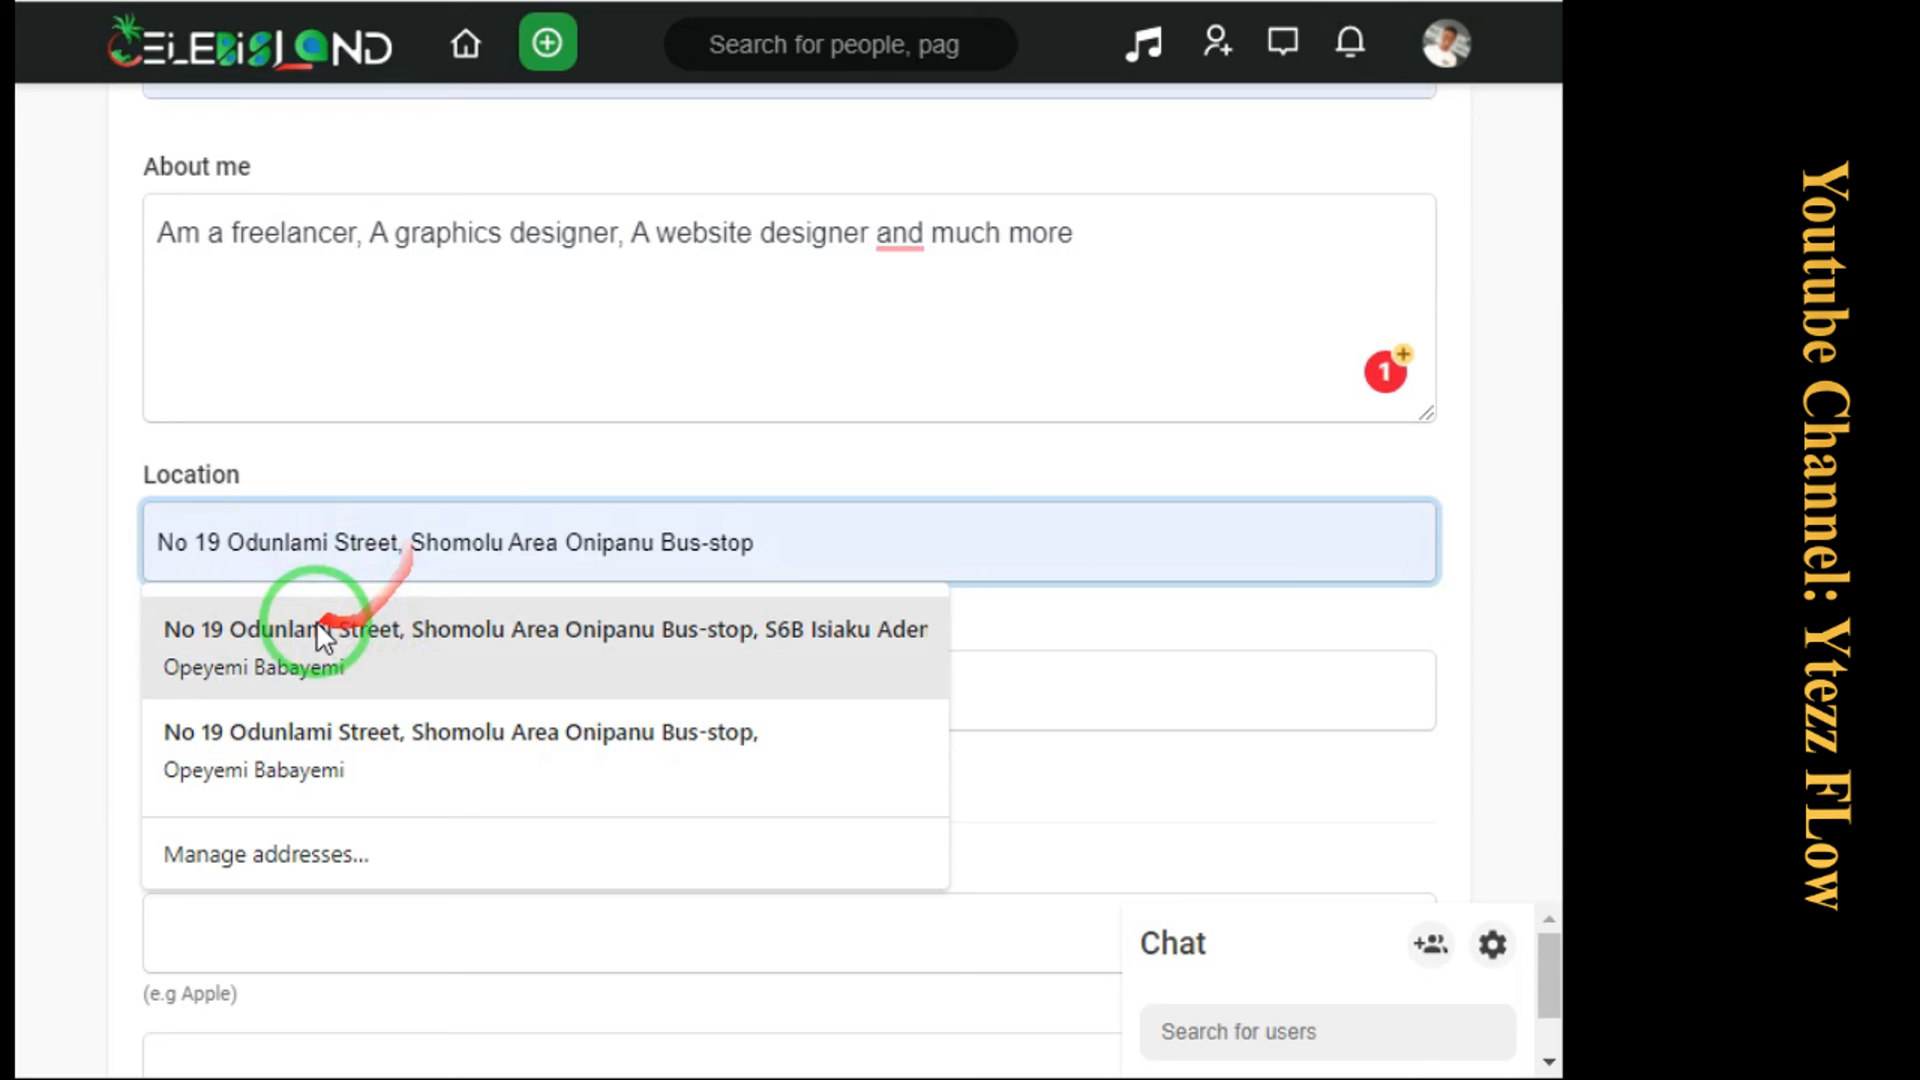 CELEBISLAND
Search for people, pag
About me
Am a freelancer, A graphics designer, A website designer and much more
1
Location
No 19 Odunlami Street, Shomolu Area Onipanu Bus-stop
No 19 Odunlami Street, Shomolu Area Onipanu Bus-stop, S6B Isiaku Ader
Opeyemi Babayemi
No 19 Odunlami Street, Shomolu Area Onipanu Bus-stop,
Opeyemi Babayemi
Manage addresses...
(e.g Apple)
Chat
Search for users
Youtube Channel: Ytezz FLow